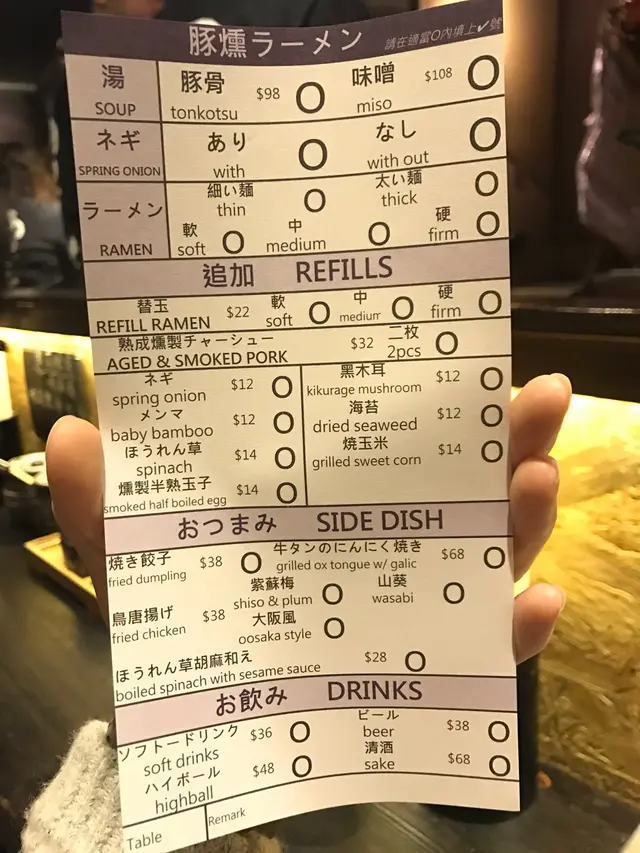 豚燻ラーメン 請在適當O內填上✔號
湯 豚骨 $98 O 味噌 $108 O
SOUP tonkotsu miso
ネギ あり O なし O
SPRING ONION with with out
ラーメン 細い麵 O 太い麵 O
thin thick
軟 中 硬
RAMEN soft O medium O firm O
追加 REFILLS
替玉 $22 軟 O 中 O 硬 O
REFILL RAMEN soft medium firm
熟成燻製チャーシュー $32 二枚 O
AGED & SMOKED PORK 2pcs
ネギ $12 O
spring onion
メンマ $12 O
baby bamboo
ほうれん草 $14 O
spinach
燻製半熟玉子 $14 O
smoked half boiled egg
黑木耳 $12 O
kikurage mushroom
海苔 $12 O
dried seaweed
焼玉米 $14 O
grilled sweet corn
おつまみ SIDE DISH
焼き餃子 $38 O 牛タンのにんにく焼き $68 O
fried dumpling grilled ox tongue w/ galic
鳥唐揚げ $38 紫蘇梅 O 山葵 O
fried chicken shiso & plum wasabi
大阪風 O
oosaka style
ほうれん草胡麻和え $28 O
boiled spinach with sesame sauce
お飲み DRINKS
ソフトードリンク $36 O ビール $38 O
soft drinks beer
ハイボール $48 O 清酒 $68 O
highball sake
Table Remark